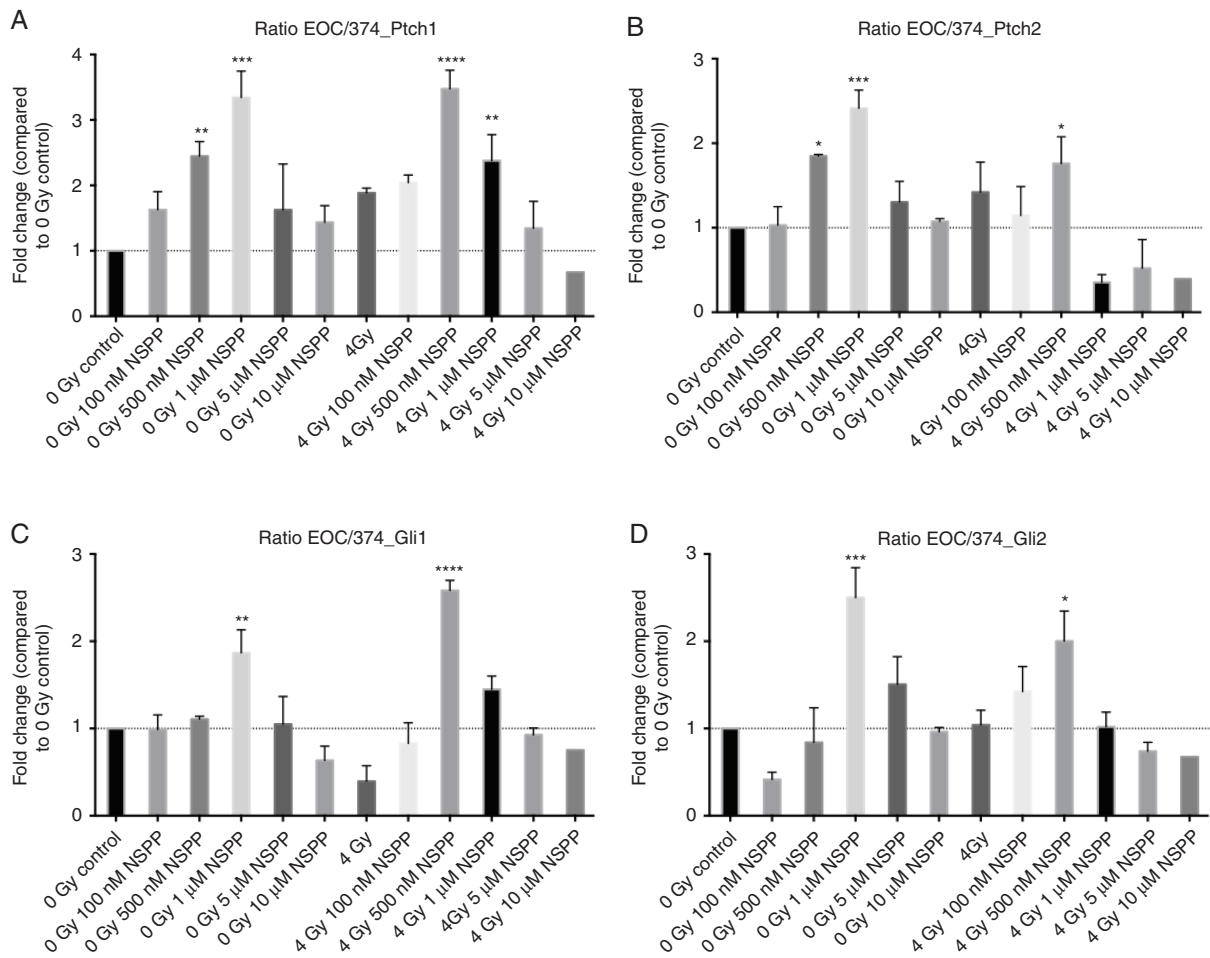 A
Ratio EOC/374_Ptch1
Fold change (compared
to 0 Gy control)
4
3
2
1
0
**
***
****
**
0 Gy control
0 Gy 100 nM NSPP
0 Gy 500 nM NSPP
0 Gy 1 μM NSPP
0 Gy 5 μM NSPP
0 Gy 10 μM NSPP
4Gy
4 Gy 100 nM NSPP
4 Gy 500 nM NSPP
4 Gy 1 μM NSPP
4 Gy 5 μM NSPP
4 Gy 10 μM NSPP
B
Ratio EOC/374_Ptch2
Fold change (compared
to 0 Gy control)
3
2
1
0
*
***
*
0 Gy control
0 Gy 100 nM NSPP
0 Gy 500 nM NSPP
0 Gy 1 μM NSPP
0 Gy 5 μM NSPP
0 Gy 10 μM NSPP
4Gy
4 Gy 100 nM NSPP
4 Gy 500 nM NSPP
4 Gy 1 μM NSPP
4 Gy 5 μM NSPP
4 Gy 10 μM NSPP
C
Ratio EOC/374_Gli1
Fold change (compared
to 0 Gy control)
3
2
1
0
**
****
0 Gy control
0 Gy 100 nM NSPP
0 Gy 500 nM NSPP
0 Gy 1 μM NSPP
0 Gy 5 μM NSPP
0 Gy 10 μM NSPP
4 Gy
4 Gy 100 nM NSPP
4 Gy 500 nM NSPP
4 Gy 1 μM NSPP
4Gy 5 μM NSPP
4 Gy 10 μM NSPP
D
Ratio EOC/374_Gli2
Fold change (compared
to 0 Gy control)
3
2
1
0
***
*
0 Gy control
0 Gy 100 nM NSPP
0 Gy 500 nM NSPP
0 Gy 1 μM NSPP
0 Gy 5 μM NSPP
0 Gy 10 μM NSPP
4Gy
4 Gy 100 nM NSPP
4 Gy 500 nM NSPP
4 Gy 1 μM NSPP
4 Gy 5 μM NSPP
4 Gy 10 μM NSPP